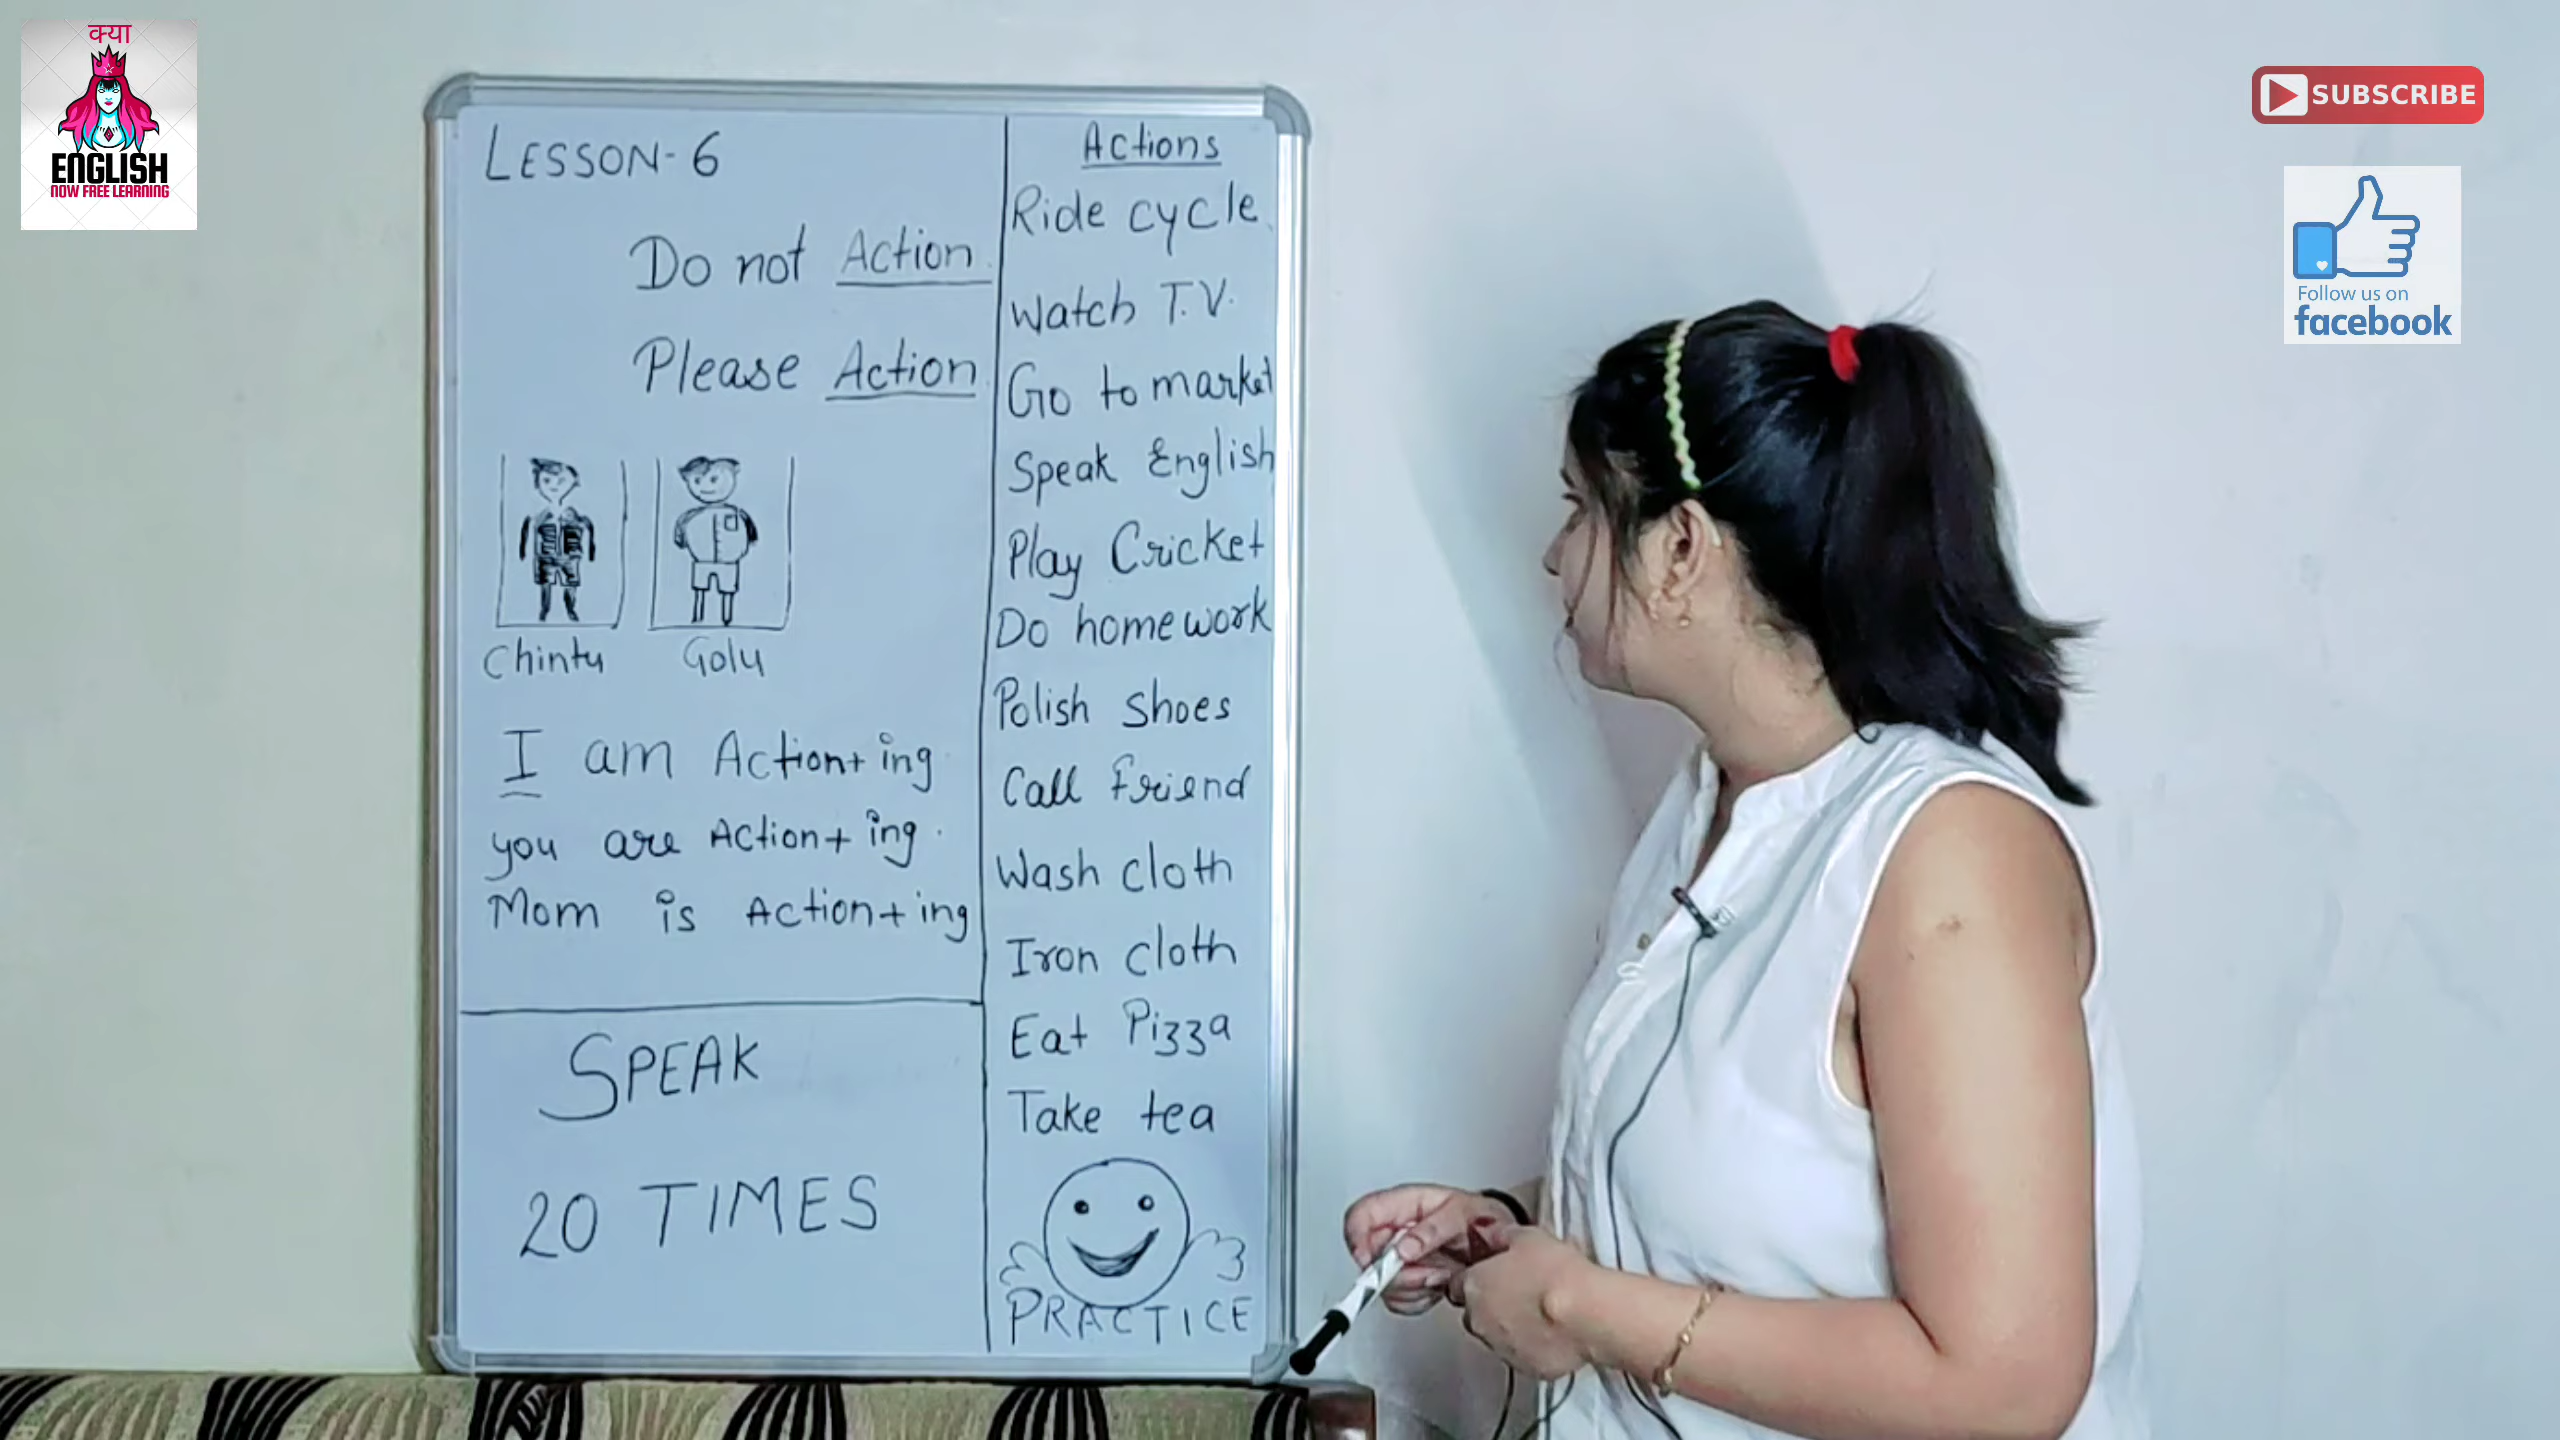 क्या
ENGLISH
NOW FREE LEARNING
LESSON-6
Do not Action.
Please Action.
Chintu
Golu
I am Action+ing
you are Action+ing.
Mom is Action+ing
SPEAK
20 TIMES
Actions
Ride cycle
Watch T.V.
Go to market
Speak English
Play Cricket
Do home work
Polish Shoes
Call friend
Wash cloth
Iron cloth
Eat Pizza
Take tea
PRACTICE
SUBSCRIBE
Follow us on
facebook